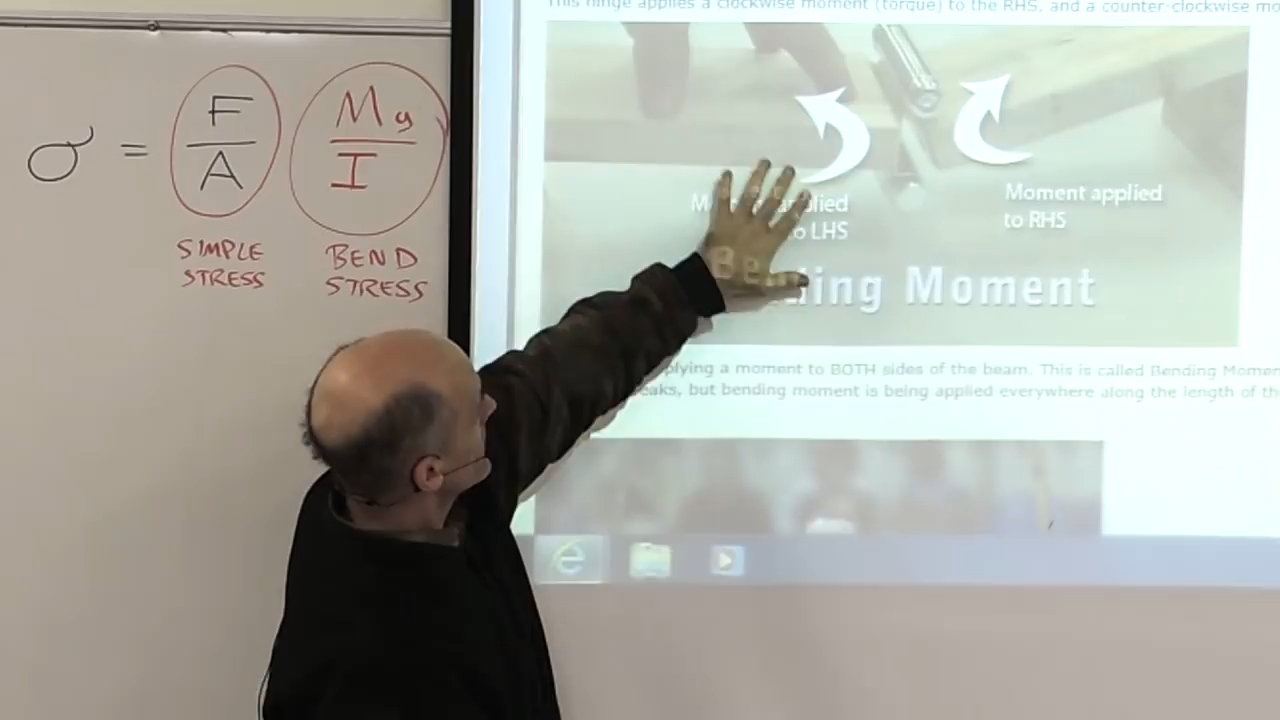 σ = F/A My/I
SIMPLE STRESS
BEND STRESS
This hinge applies a clockwise moment (torque) to the RHS, and a counter-clockwise mo
to LHS
Moment applied
to RHS
Bending Moment
plying a moment to BOTH sides of the beam. This is called Bending Momen
eaks, but bending moment is being applied everywhere along the length of th